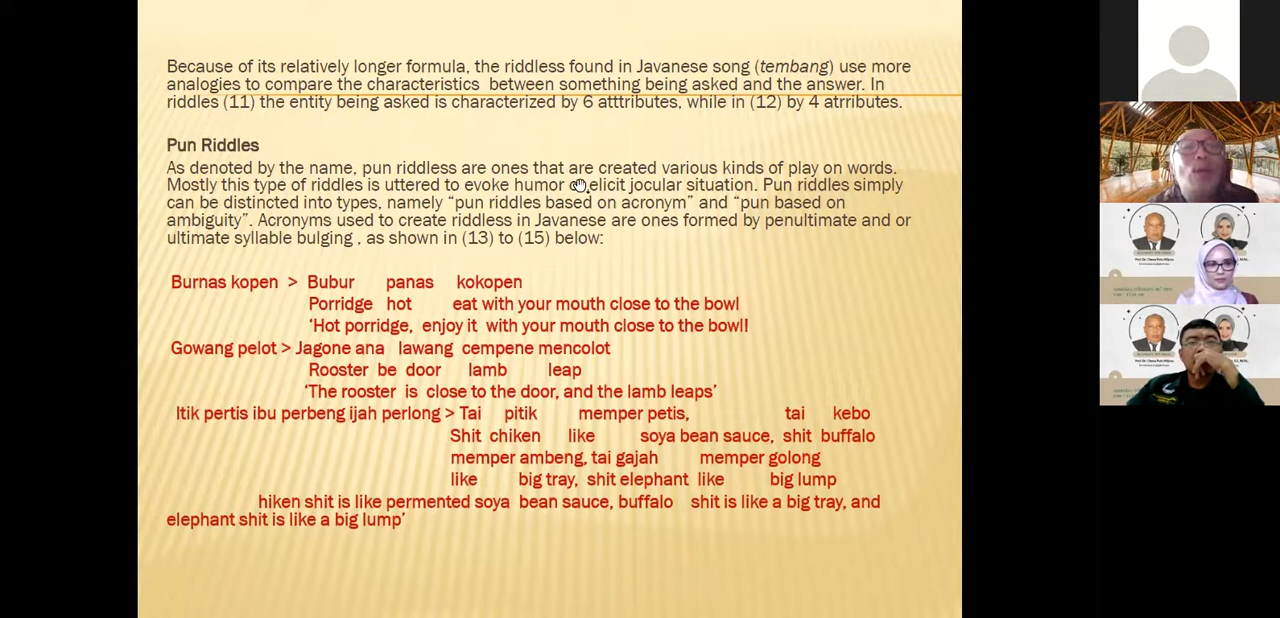 Because of its relatively longer formula, the riddless found in Javanese song (tembang) use more
analogies to compare the characteristics between something being asked and the answer. In
riddles (11) the entity being asked is characterized by 6 atttributes, while in (12) by 4 atrributes.
Pun Riddles
As denoted by the name, pun riddless are ones that are created various kinds of play on words.
Mostly this type of riddles is uttered to evoke humor elicit jocular situation. Pun riddles simply
can be distincted into types, namely “pun riddles based on acronym” and “pun based on
ambiguity”. Acronyms used to create riddless in Javanese are ones formed by penultimate and or
ultimate syllable bulging , as shown in (13) to (15) below:
Burnas kopen > Bubur panas kokopen
Porridge hot eat with your mouth close to the bowl
‘Hot porridge, enjoy it with your mouth close to the bowl!
Gowang pelot > Jagone ana lawang cempene mencolot
Rooster be door lamb leap
‘The rooster is close to the door, and the lamb leaps’
Itik pertis ibu perbeng ijah perlong > Tai pitik memper petis, tai kebo
Shit chiken like soya bean sauce, shit buffalo
memper ambeng, tai gajah memper golong
like big tray, shit elephant like big lump
hiken shit is like permented soya bean sauce, buffalo shit is like a big tray, and
elephant shit is like a big lump’